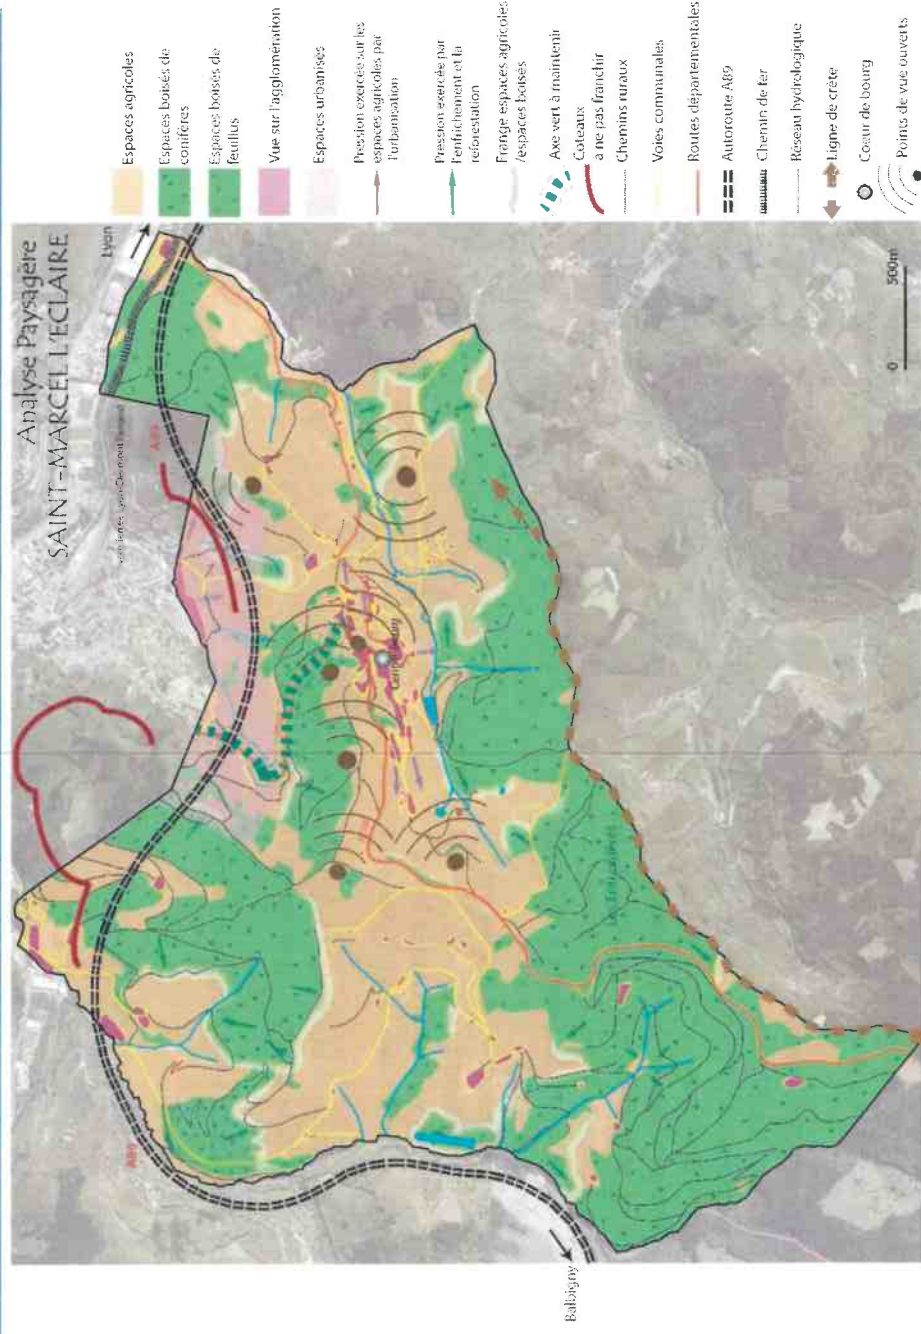 Analyse Paysagère
SAINT-MARCEL L'ECLAIRE
Lyon
A89
A89
Balbigny
0
500m
Espaces agricoles
Espaces boisés de
conifères
Espaces boisés de
feuillus
Vue sur l'agglomération
Espaces urbanisés
Pression exercée sur les
espaces agricoles par
l'urbanisation
Pression exercée par
l'enfrichement et la
reforestation
Frange espaces agricoles
/espaces boisés
Axe vert à maintenir
Coteaux
à ne pas franchir
Chemins ruraux
Voies communales
Routes départementales
Autoroute A89
Chemin de fer
Réseau hydrologique
Ligne de crête
Coeur de bourg
Points de vue ouverts